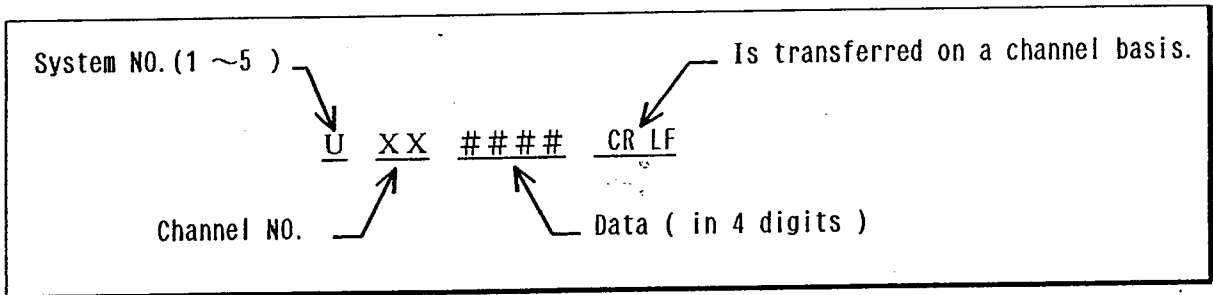 System NO.(1 ～5 )
Is transferred on a channel basis.
U XX #### CR LF
Channel NO.
Data ( in 4 digits )